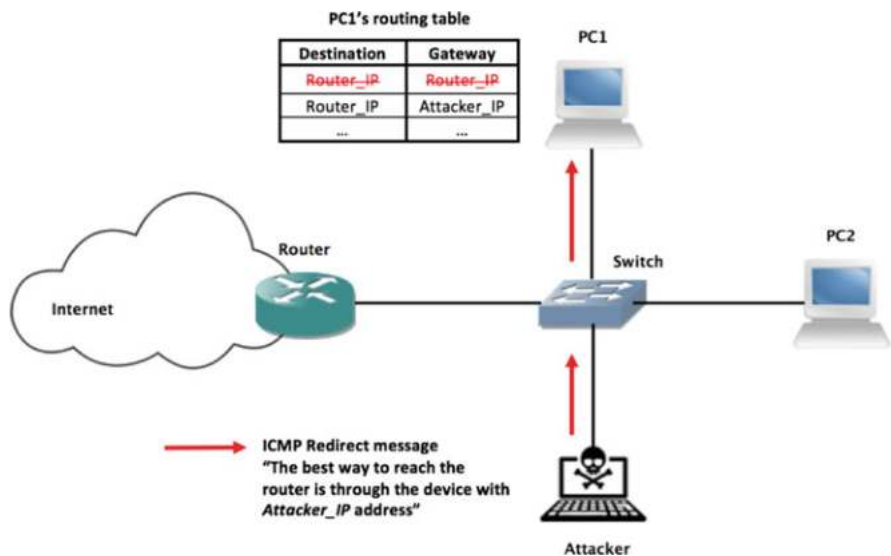 PC1's routing table
Destination Gateway
Router_IP Router_IP
Router_IP Attacker_IP
... ...
PC1
Router
Internet
Switch
PC2
ICMP Redirect message
"The best way to reach the
router is through the device with
Attacker_IP address"
Attacker